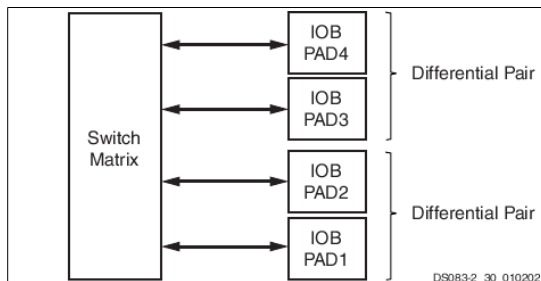 IOB
PAD4
Differential Pair
IOB
PAD3
Switch
Matrix
IOB
PAD2
Differential Pair
IOB
PAD1
DS083-2_30_010202